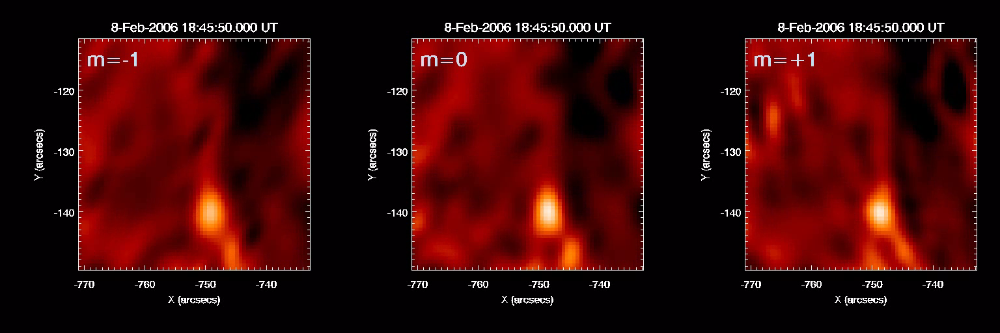 8-Feb-2006 18:45:50.000 UT
m=-1
-120
-130
-140
Y (arcsecs)
-770 -760 -750 -740
X (arcsecs)
8-Feb-2006 18:45:50.000 UT
m=0
-120
-130
-140
Y (arcsecs)
-770 -760 -750 -740
X (arcsecs)
8-Feb-2006 18:45:50.000 UT
m=+1
-120
-130
-140
Y (arcsecs)
-770 -760 -750 -740
X (arcsecs)